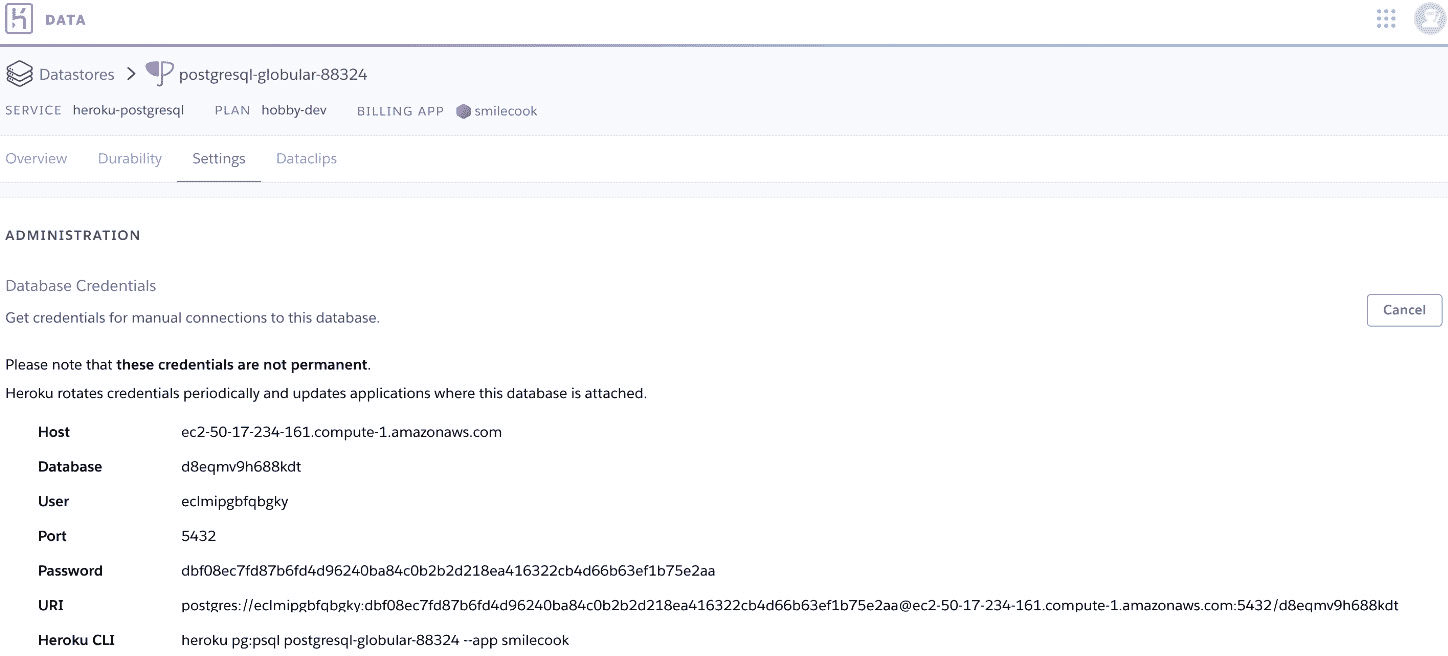 DATA
Datastores > postgresql-globular-88324
SERVICE heroku-postgresql PLAN hobby-dev BILLING APP smilecook
Overview Durability Settings Dataclips
ADMINISTRATION
Database Credentials
Get credentials for manual connections to this database.
Cancel
Please note that these credentials are not permanent.
Heroku rotates credentials periodically and updates applications where this database is attached.
Host ec2-50-17-234-161.compute-1.amazonaws.com
Database d8eqmv9h688kdt
User eclmipgbfqbgky
Port 5432
Password dbf08ec7fd87b6fd4d96240ba84c0b2b2d218ea416322cb4d66b63ef1b75e2aa
URI postgres://eclmipgbfqbgky:dbf08ec7fd87b6fd4d96240ba84c0b2b2d218ea416322cb4d66b63ef1b75e2aa@ec2-50-17-234-161.compute-1.amazonaws.com:5432/d8eqmv9h688kdt
Heroku CLI heroku pg:psql postgresql-globular-88324 --app smilecook